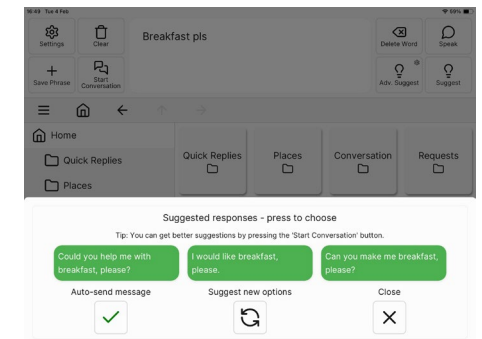 16:49 Tue 4 Feb
59%
Settings
Clear
Breakfast pls
Delete Word
Speak
Save Phrase
Start
Conversation
Adv. Suggest
Suggest
Home
Quick Replies
Places
Quick Replies
Places
Conversation
Requests
Suggested responses - press to choose
Tip: You can get better suggestions by pressing the 'Start Conversation' button.
Could you help me with
breakfast, please?
I would like breakfast,
please.
Can you make me breakfast,
please?
Auto-send message
Suggest new options
Close